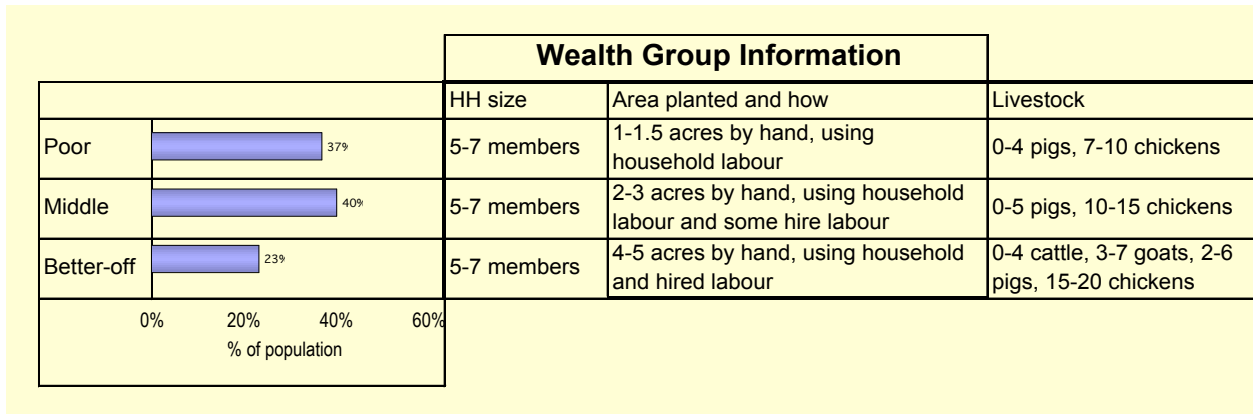 Wealth Group Information
HH size
Area planted and how
Livestock
Poor
37%
5-7 members
1-1.5 acres by hand, using
household labour
0-4 pigs, 7-10 chickens
Middle
40%
5-7 members
2-3 acres by hand, using household
labour and some hire labour
0-5 pigs, 10-15 chickens
Better-off
23%
5-7 members
4-5 acres by hand, using household
and hired labour
0-4 cattle, 3-7 goats, 2-6
pigs, 15-20 chickens
0% 20% 40% 60%
% of population